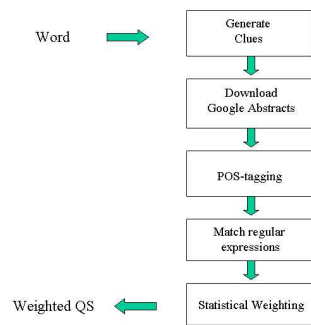 Word
Generate
Clues
Download
Google Abstracts
POS-tagging
Match regular
expressions
Weighted QS
Statistical Weighting